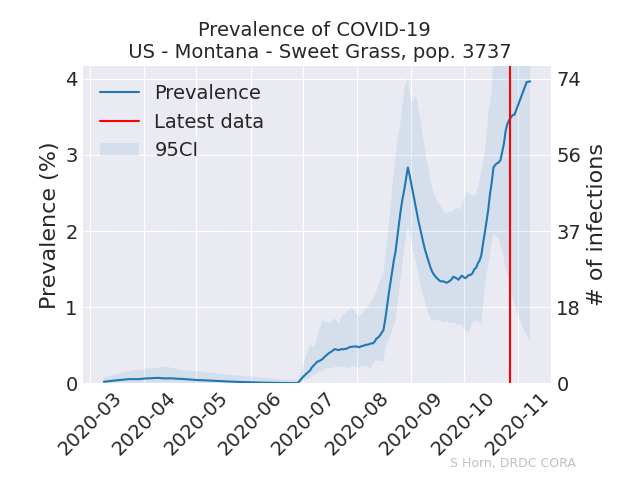 Prevalence of COVID-19
US - Montana - Sweet Grass, pop. 3737
Prevalence
Latest data
95CI
Prevalence (%)
4
3
2
1
0
74
56
37
18
0
# of infections
2020-03
2020-04
2020-05
2020-06
2020-07
2020-08
2020-09
2020-10
2020-11
S Horn, DRDC CORA